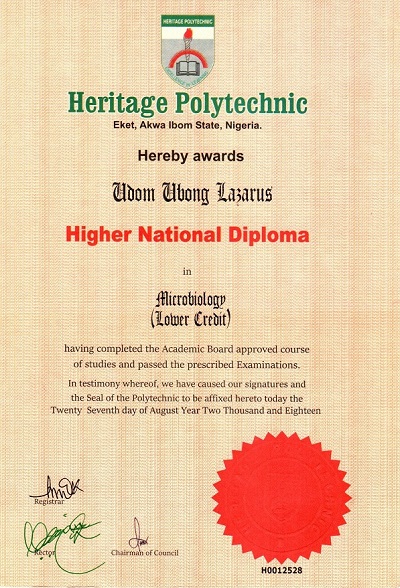 HERITAGE POLYTECHNIC
Heritage Polytechnic
Eket, Akwa Ibom State, Nigeria.
Hereby awards
Udom Ubong Lazarus
Higher National Diploma
in
Microbiology
(Lower Credit)
having completed the Academic Board approved course
of studies and passed the prescribed Examinations.
In testimony whereof, we have caused our signatures and
the Seal of the Polytechnic to be affixed hereto today the
Twenty Seventh day of August Year Two Thousand and Eighteen
Registrar
Rector
Chairman of Council
H0012528